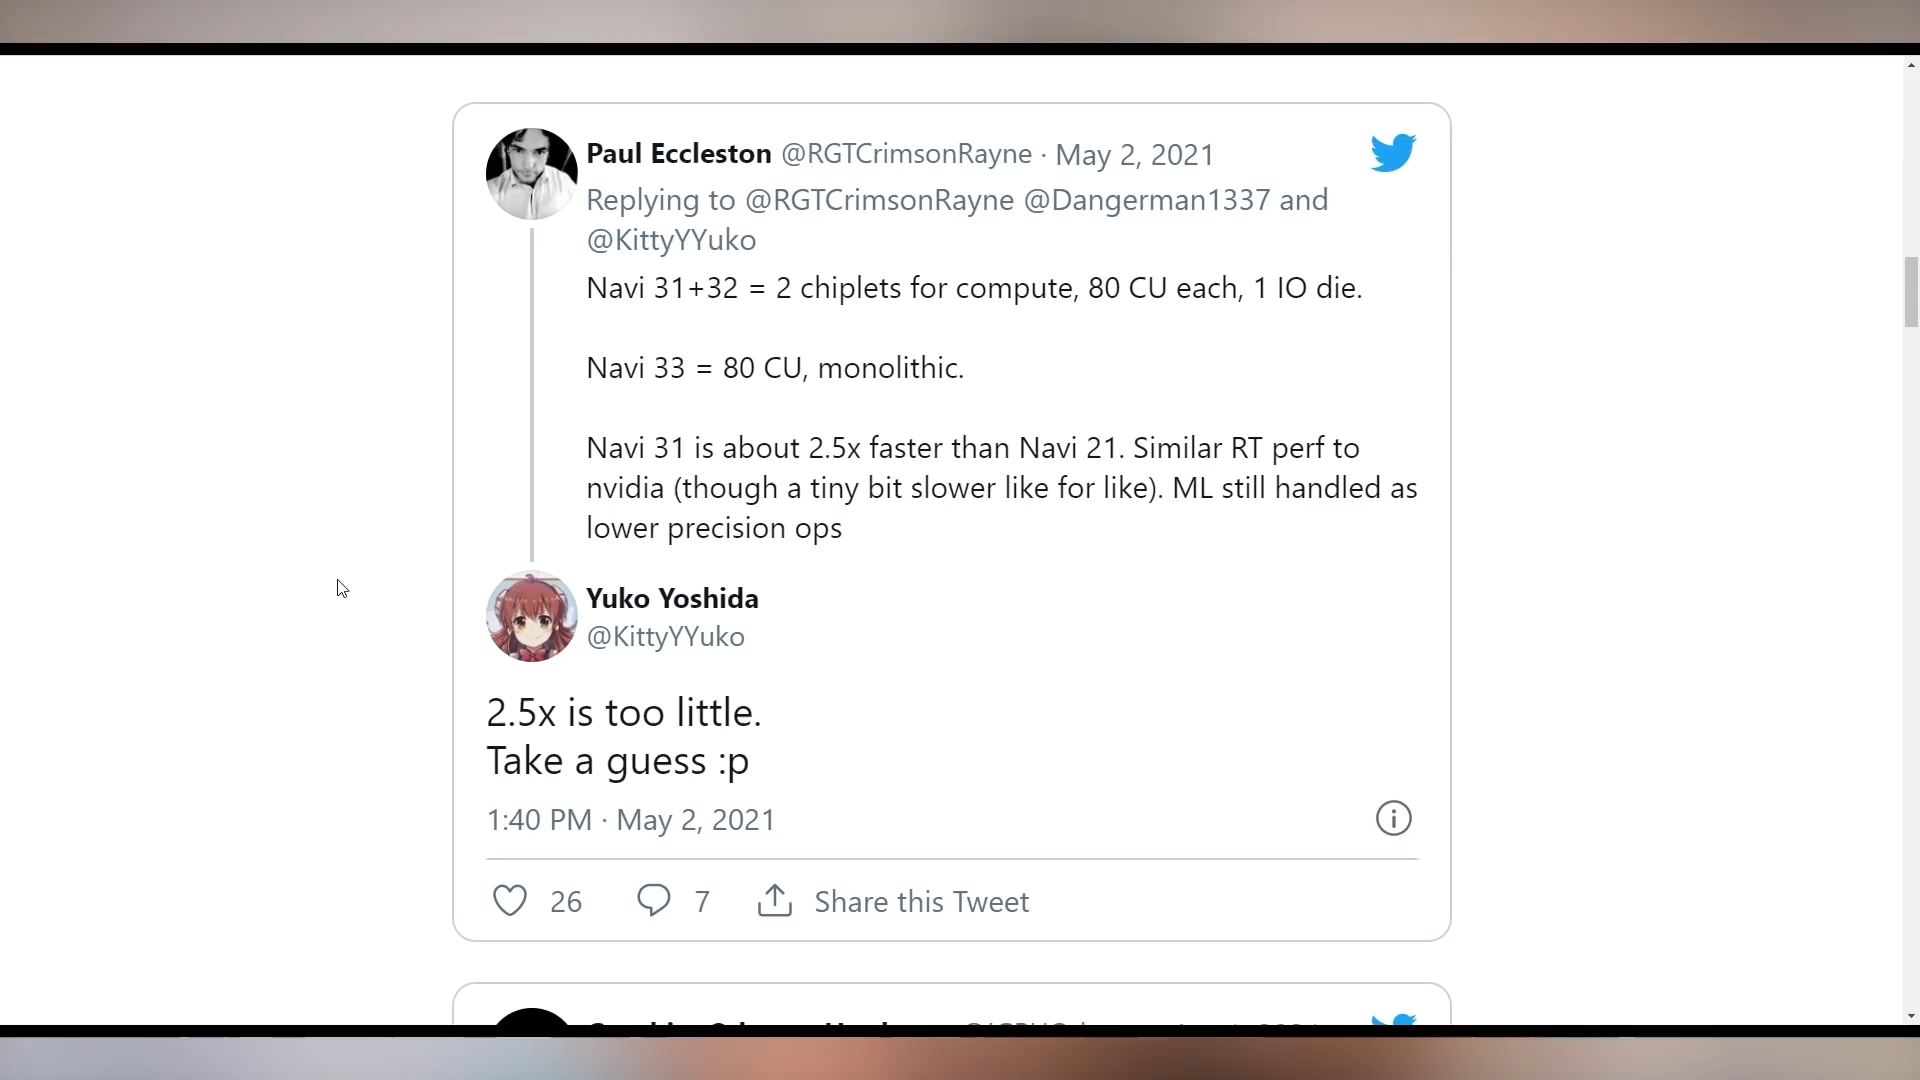 Paul Eccleston @RGTCrimsonRayne · May 2, 2021
Replying to @RGTCrimsonRayne @Dangerman1337 and
@KittyYYuko
Navi 31+32 = 2 chiplets for compute, 80 CU each, 1 IO die.
Navi 33 = 80 CU, monolithic.
Navi 31 is about 2.5x faster than Navi 21. Similar RT perf to
nvidia (though a tiny bit slower like for like). ML still handled as
lower precision ops
Yuko Yoshida
@KittyYYuko
2.5x is too little.
Take a guess :p
1:40 PM · May 2, 2021
26 7 Share this Tweet